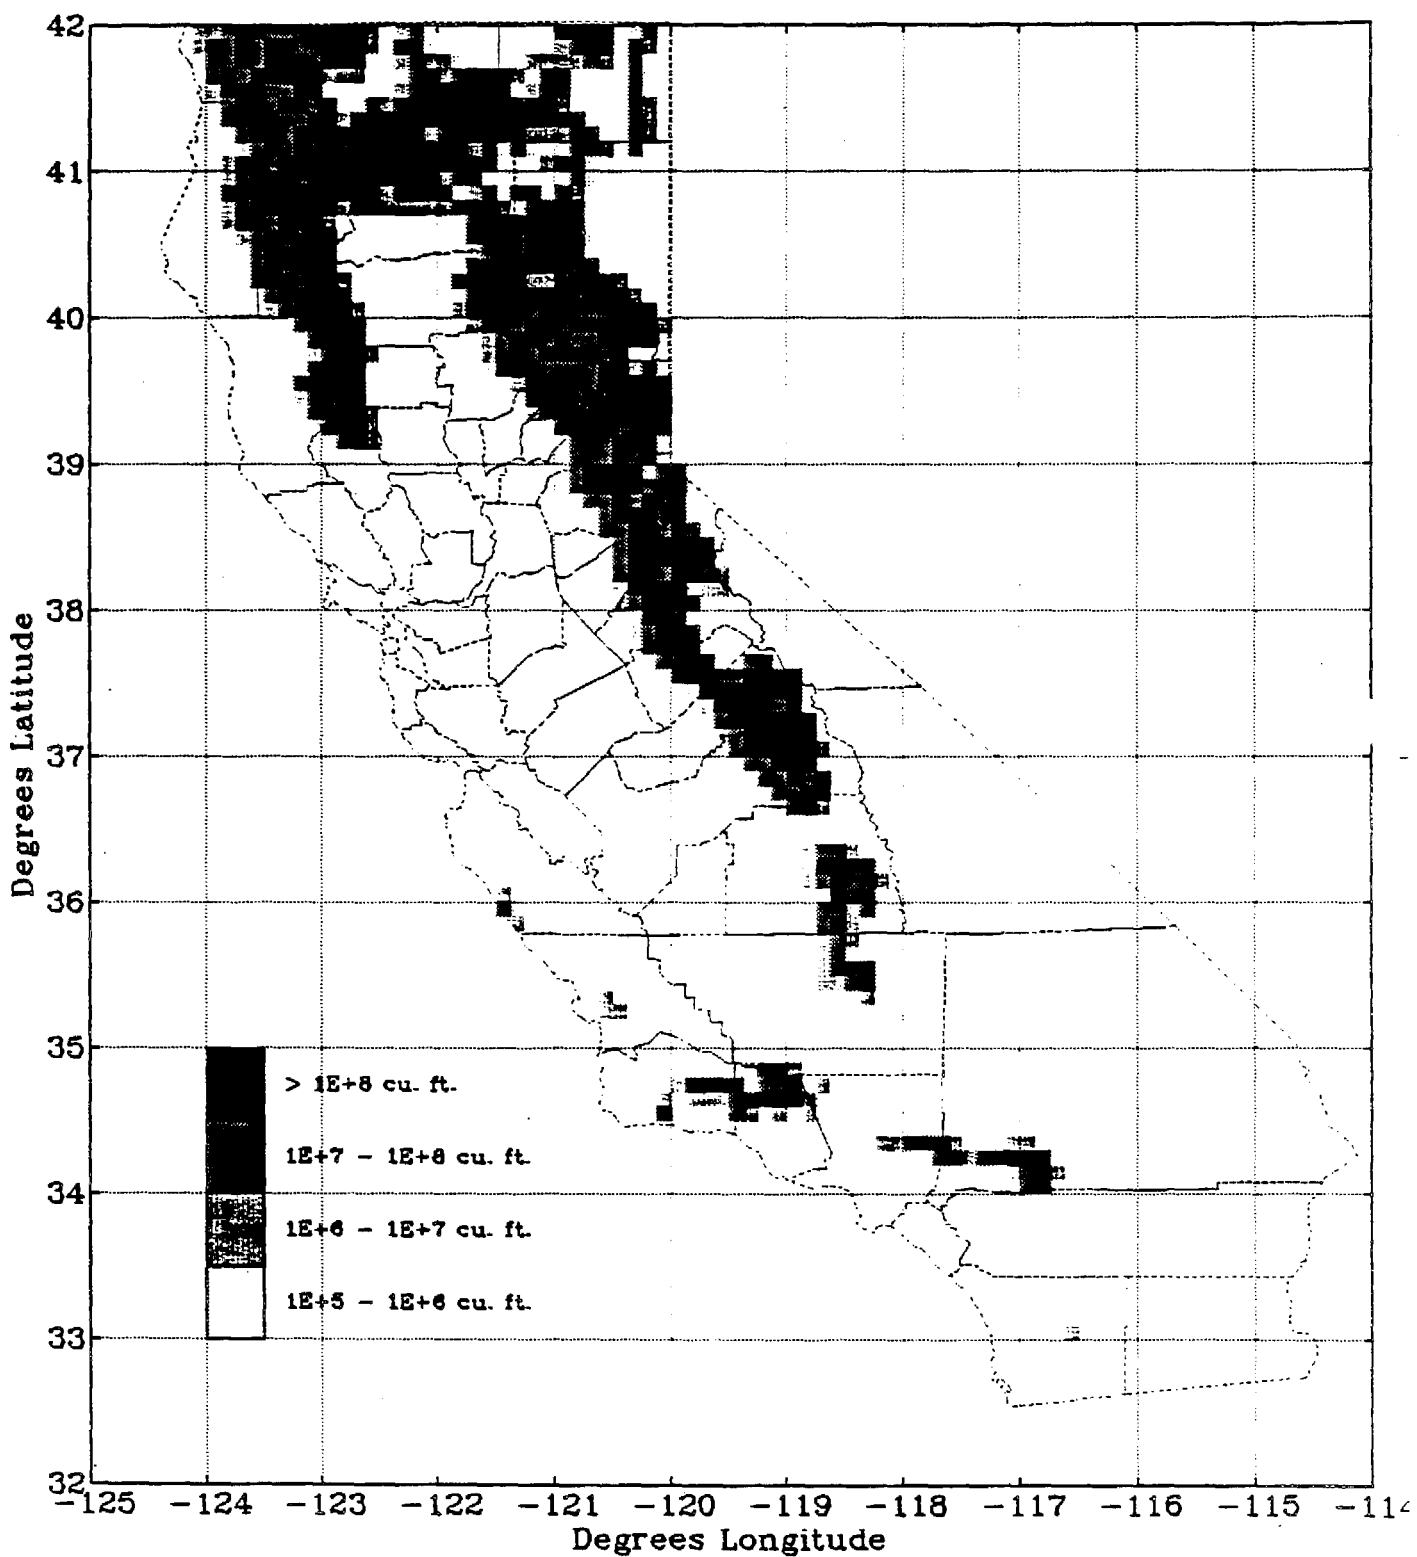 42
41
40
39
38
37
36
35
34
33
32
Degrees Latitude
> 1E+8 cu. ft.
1E+7 - 1E+8 cu. ft.
1E+6 - 1E+7 cu. ft.
1E+5 - 1E+6 cu. ft.
-125 -124 -123 -122 -121 -120 -119 -118 -117 -116 -115 -114
Degrees Longitude